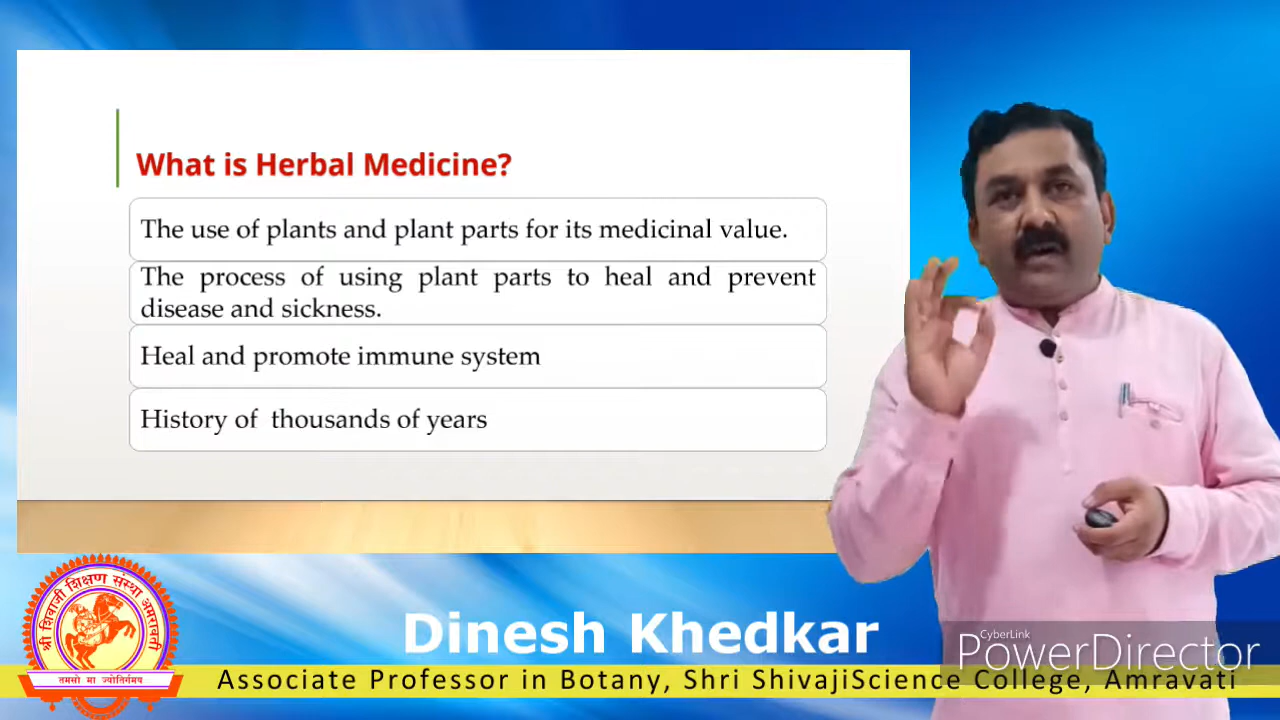 What is Herbal Medicine?
The use of plants and plant parts for its medicinal value.
The process of using plant parts to heal and prevent
disease and sickness.
Heal and promote immune system
History of thousands of years
श्री शिवाजी शिक्षण संस्था अमरावती
तमसो मा ज्योतिर्गमय
Dinesh Khedkar
CyberLink
PowerDirector
Associate Professor in Botany, Shri ShivajiScience College, Amravati